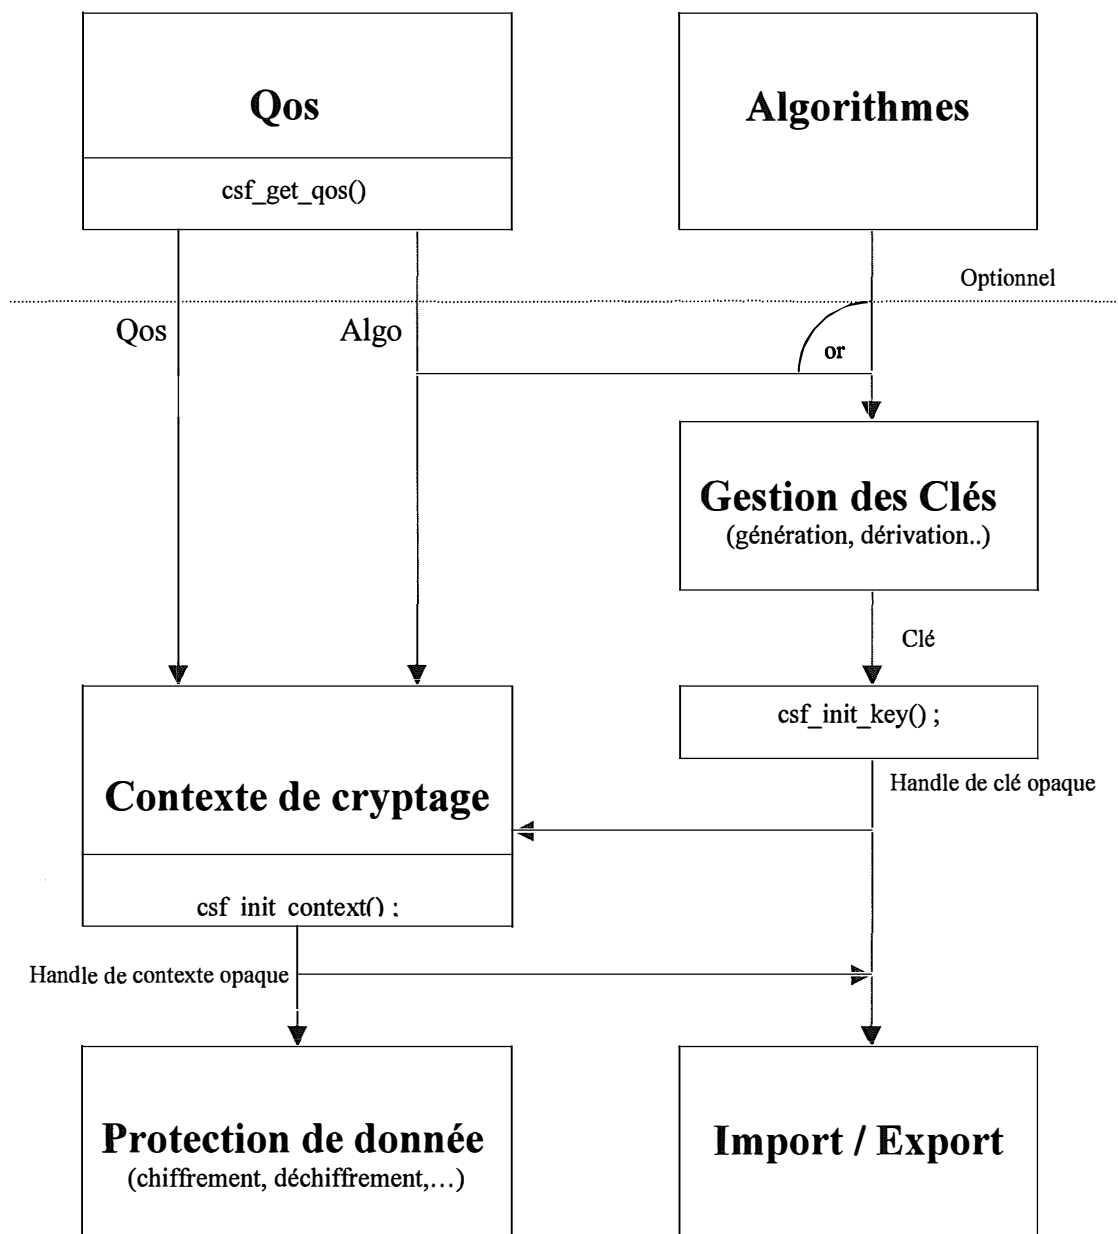 Qos
Algorithmes
csf_get_qos()
Optionnel
Qos
Algo
or
Gestion des Clés
(génération, dérivation..)
Clé
csf_init_key() ;
Handle de clé opaque
Contexte de cryptage
csf_init_context() ;
Handle de contexte opaque
Protection de donnée
(chiffrement, déchiffrement,…)
Import / Export